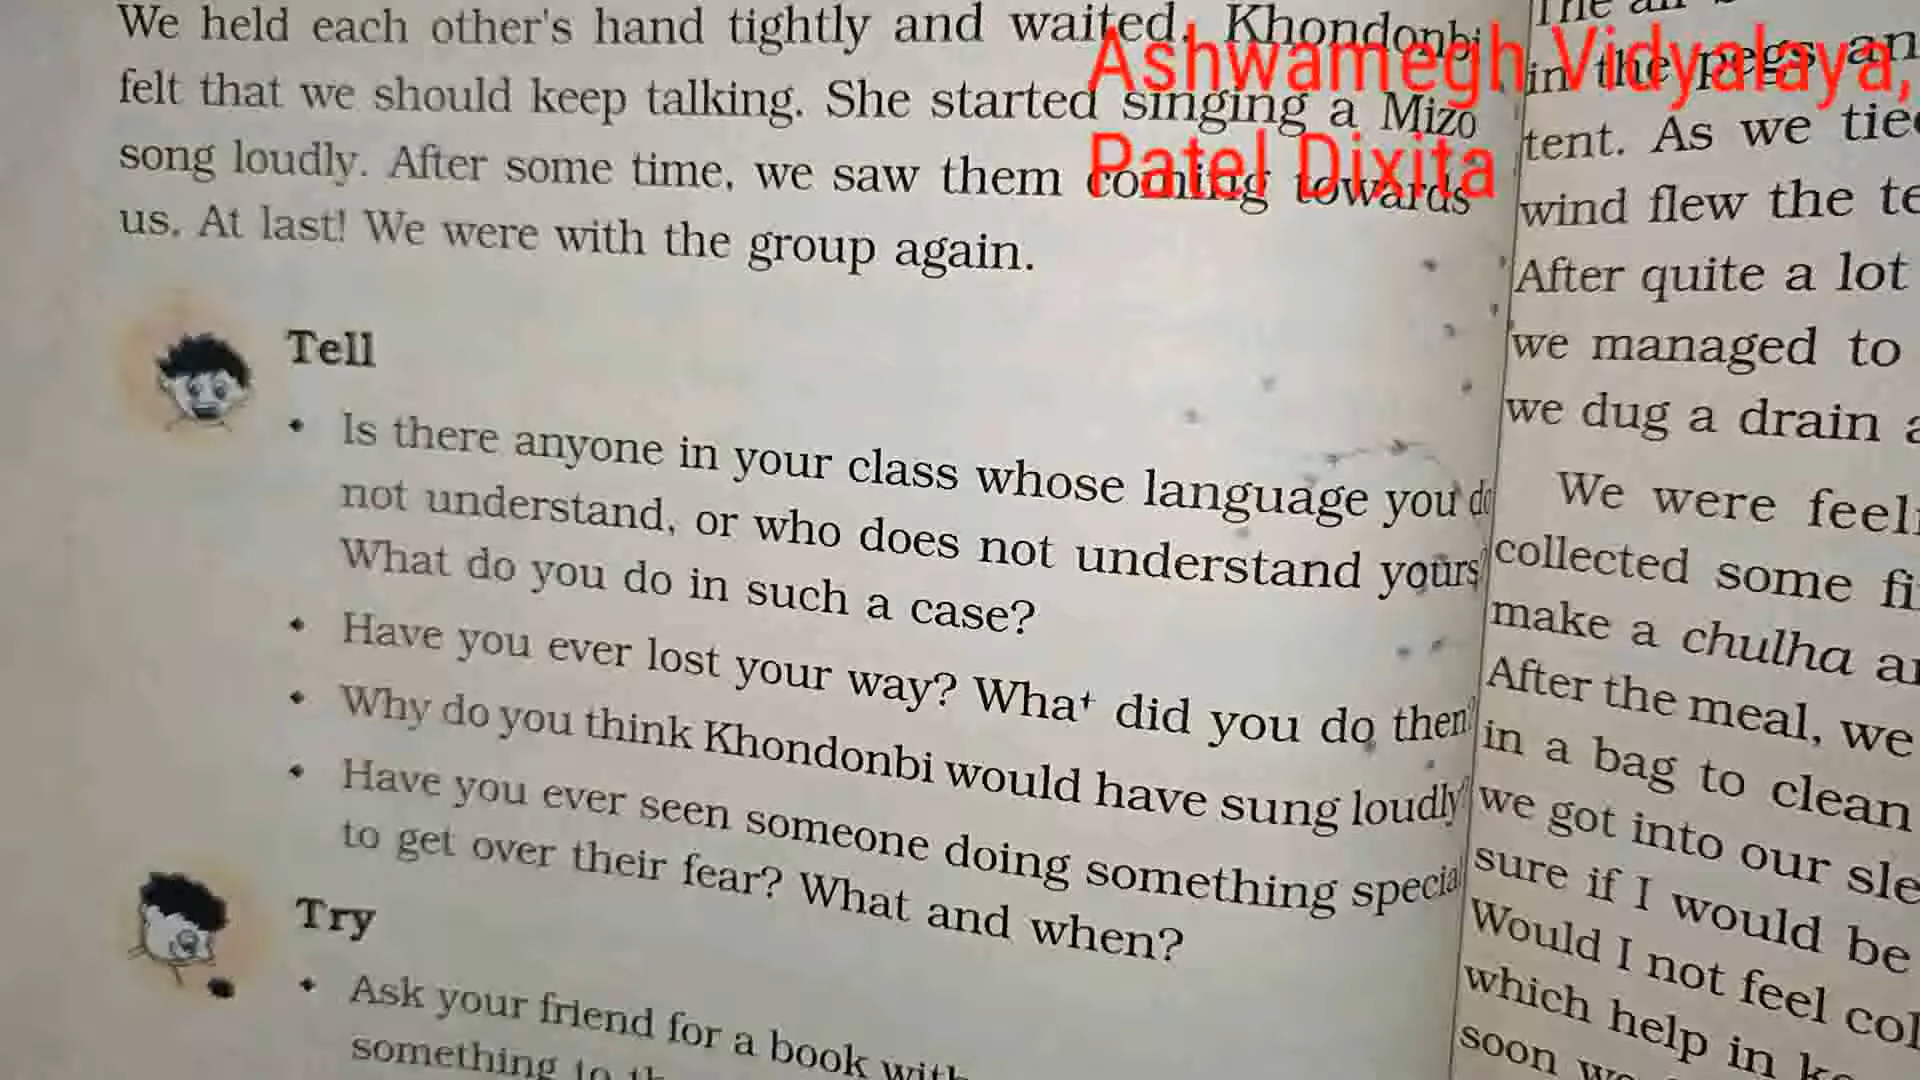 We held each other's hand tightly and waited. Khondonbi
felt that we should keep talking. She started singing a Mizo
song loudly. After some time, we saw them coming towards
us. At last! We were with the group again.
Tell
• Is there anyone in your class whose language you do
not understand, or who does not understand yours?
What do you do in such a case?
• Have you ever lost your way? What did you do then?
• Why do you think Khondonbi would have sung loudly?
• Have you ever seen someone doing something special
to get over their fear? What and when?
Try
• Ask your friend for a book with
something to
Ashwamegh Vidyalaya,
Patel Dixita
The
in the pegs
tent. As we
wind flew the
After quite a lot
we managed to
we dug a drain
We were
collected some
make a chulha
After the meal, we
in a bag to clean
we got into our
sure if I would be
Would I not feel
which help in
soon